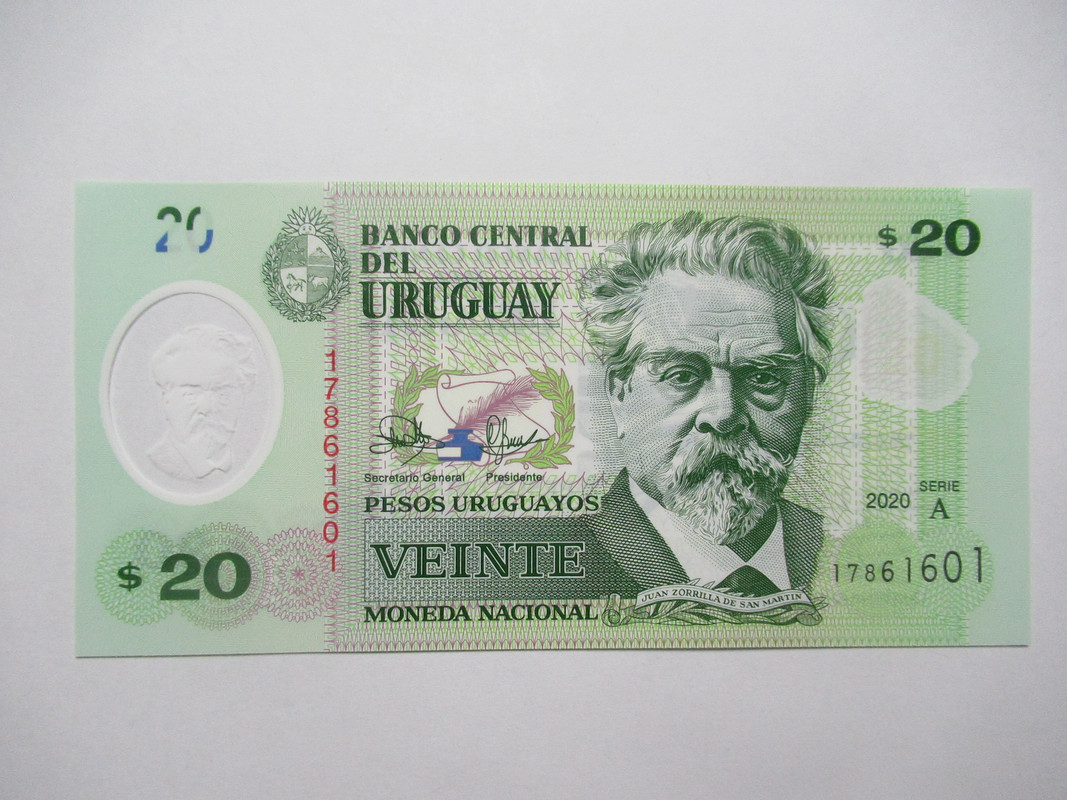 20
BANCO CENTRAL
DEL
URUGUAY
$ 20
17861601
Secretario General Presidente
PESOS URUGUAYOS
VEINTE
MONEDA NACIONAL
$ 20
2020 SERIE
A
17861601
JUAN ZORRILLA DE SAN MARTIN